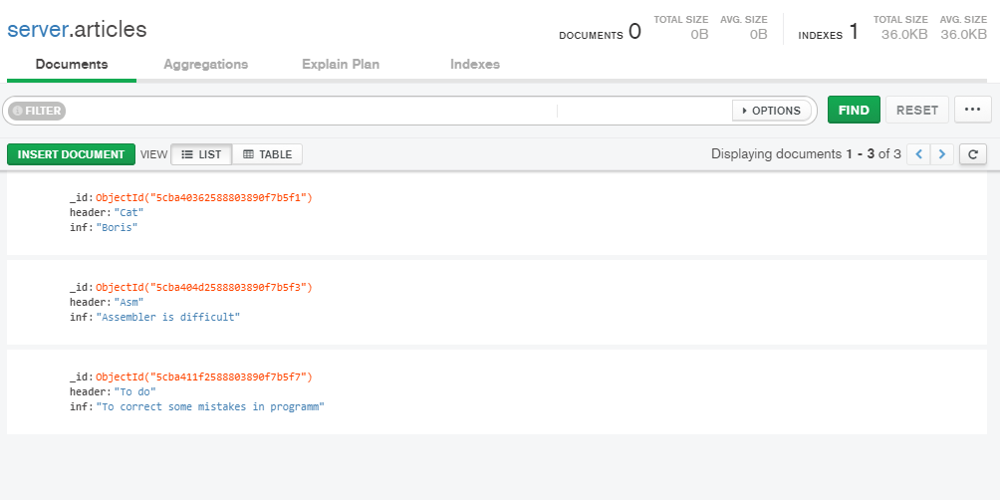 server.articles
DOCUMENTS 0 TOTAL SIZE 0B AVG. SIZE 0B INDEXES 1 TOTAL SIZE 36.0KB AVG. SIZE 36.0KB
Documents Aggregations Explain Plan Indexes
FILTER OPTIONS FIND RESET ...
INSERT DOCUMENT VIEW LIST TABLE Displaying documents 1 - 3 of 3 < > C
_id: ObjectId("5cba40362588803890f7b5f1")
header: "Cat"
inf: "Boris"
_id: ObjectId("5cba404d2588803890f7b5f3")
header: "Asm"
inf: "Assembler is difficult"
_id: ObjectId("5cba411f2588803890f7b5f7")
header: "To do"
inf: "To correct some mistakes in programm"